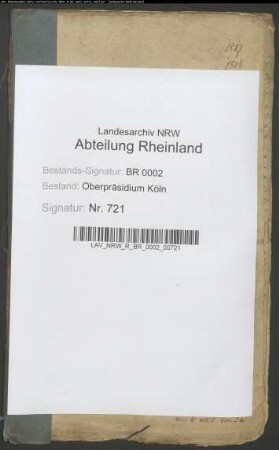 Landesarchiv NRW
Abteilung Rheinland
Bestands-Signatur: BR 0002
Bestand: Oberpräsidium Köln
Signatur: Nr. 721
LAV_NRW_R_BR_0002_00721